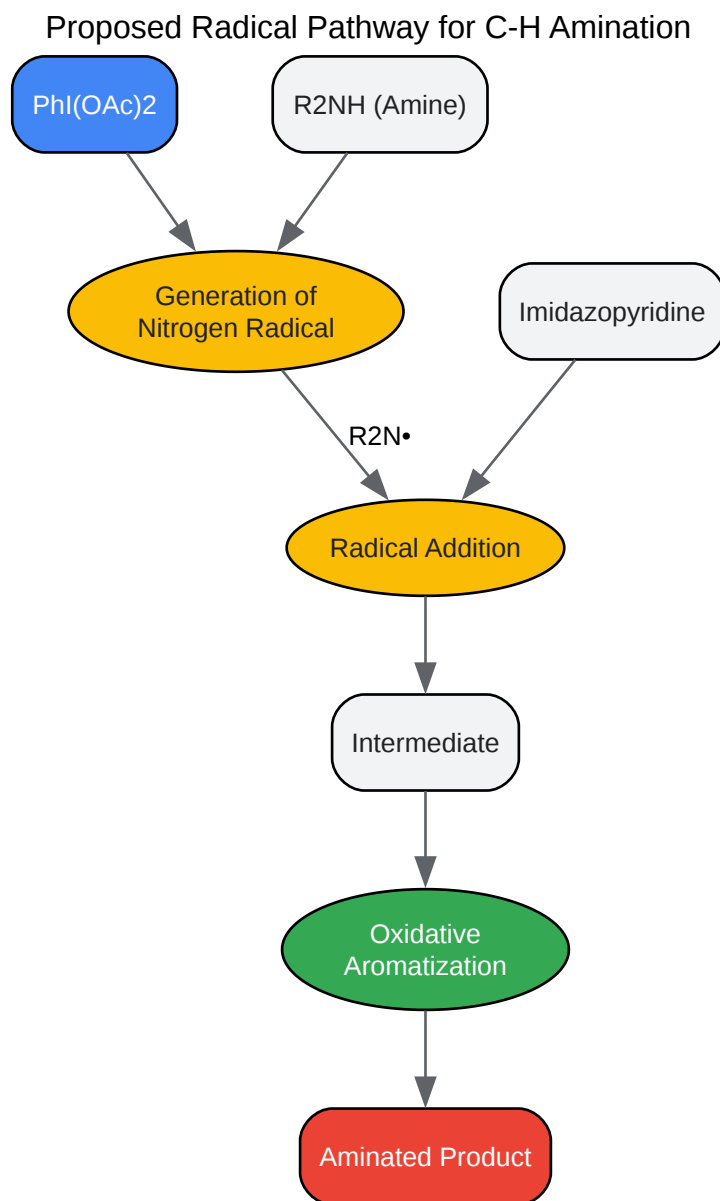 Proposed Radical Pathway for C-H Amination
PhI(OAc)2
R2NH (Amine)
Generation of
Nitrogen Radical
Imidazopyridine
R2N•
Radical Addition
Intermediate
Oxidative
Aromatization
Aminated Product